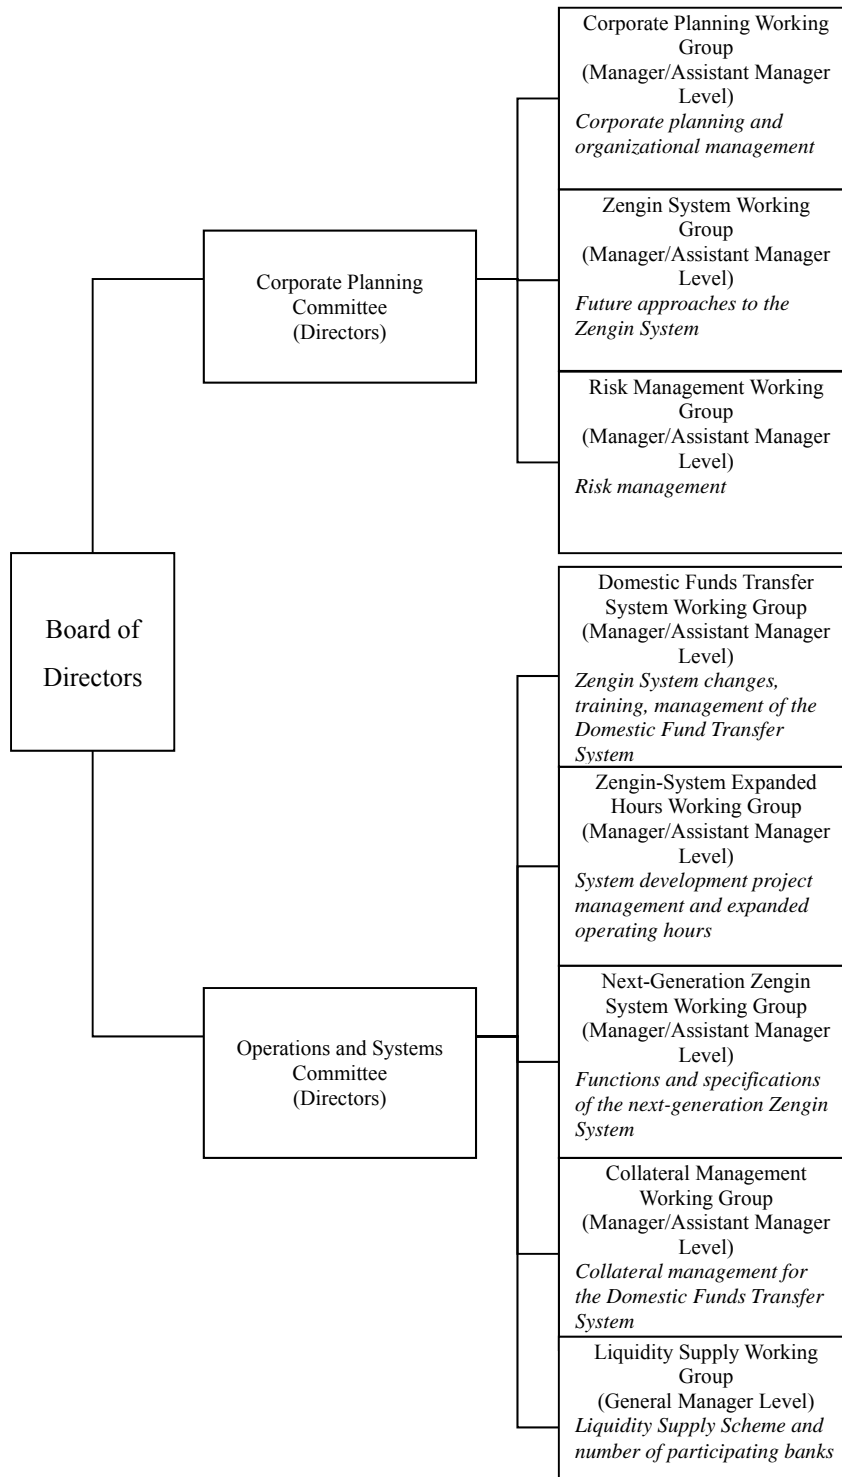 Corporate Planning Working
Group
(Manager/Assistant Manager
Level)
Corporate planning and
organizational management
Zengin System Working
Group
(Manager/Assistant Manager
Level)
Future approaches to the
Zengin System
Corporate Planning
Committee
(Directors)
Risk Management Working
Group
(Manager/Assistant Manager
Level)
Risk management
Board of
Directors
Domestic Funds Transfer
System Working Group
(Manager/Assistant Manager
Level)
Zengin System changes,
training, management of the
Domestic Fund Transfer
System
Zengin-System Expanded
Hours Working Group
(Manager/Assistant Manager
Level)
System development project
management and expanded
operating hours
Operations and Systems
Committee
(Directors)
Next-Generation Zengin
System Working Group
(Manager/Assistant Manager
Level)
Functions and specifications
of the next-generation Zengin
System
Collateral Management
Working Group
(Manager/Assistant Manager
Level)
Collateral management for
the Domestic Funds Transfer
System
Liquidity Supply Working
Group
(General Manager Level)
Liquidity Supply Scheme and
number of participating banks